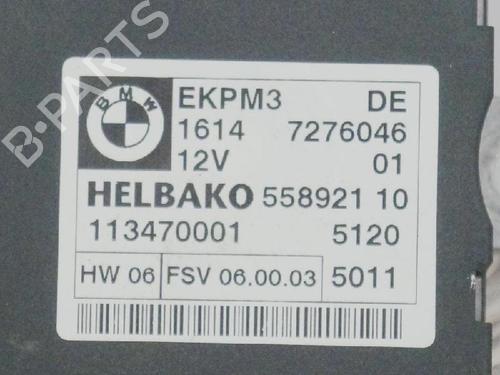 B-PARTS
BMW
EKPM3 DE
1614 7276046
12V 01
HELBAKO 558921 10
113470001 5120
HW 06 FSV 06.00.03 5011